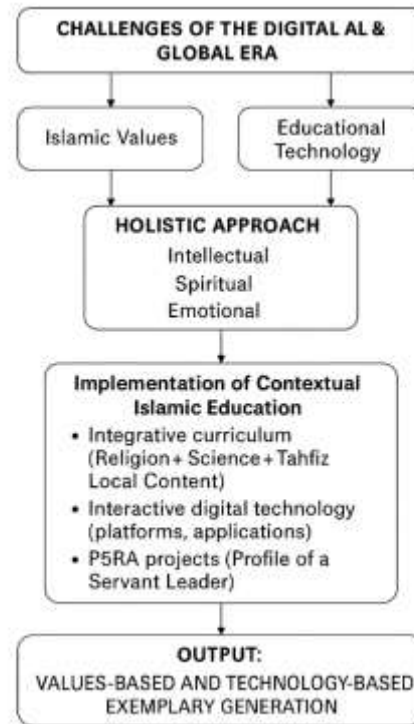 CHALLENGES OF THE DIGITAL AL &
GLOBAL ERA
Islamic Values
Educational
Technology
HOLISTIC APPROACH
Intellectual
Spiritual
Emotional
Implementation of Contextual
Islamic Education
• Integrative curriculum
(Religion + Science + Tahfiz
Local Content)
• Interactive digital technology
(platforms, applications)
• P5RA projects (Profile of a
Servant Leader)
OUTPUT:
VALUES-BASED AND TECHNOLOGY-BASED
EXEMPLARY GENERATION